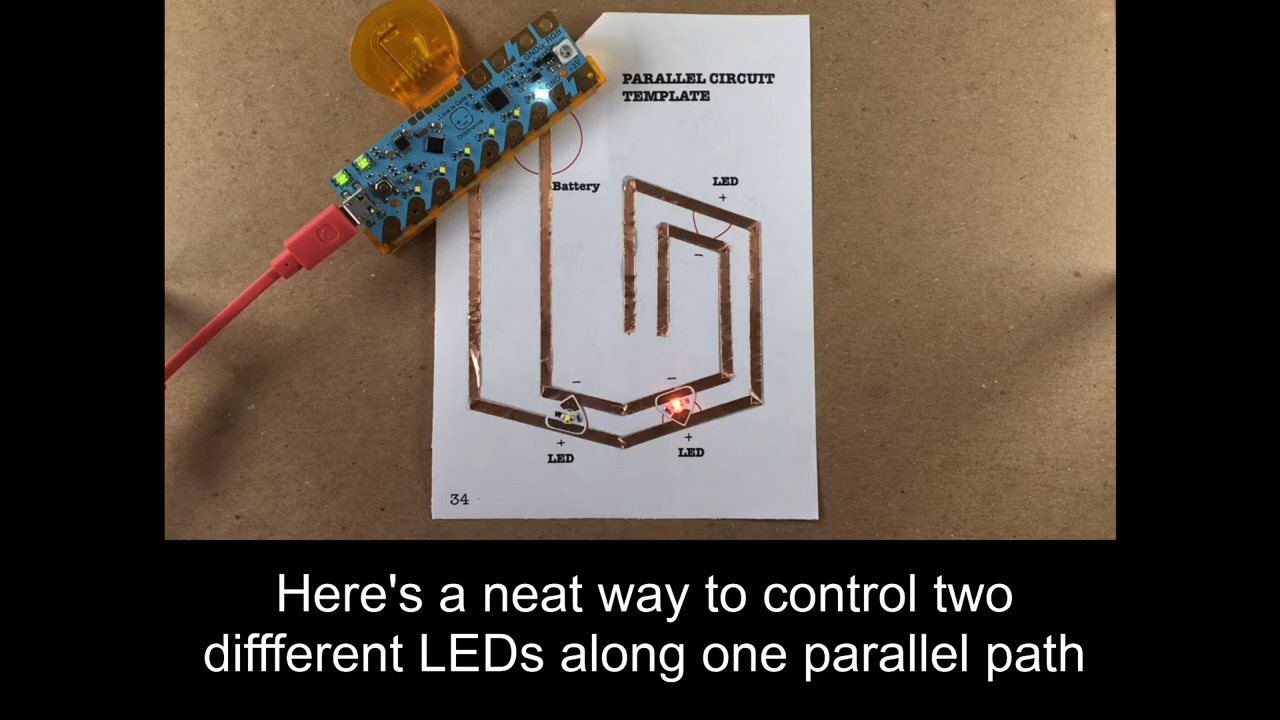 PARALLEL CIRCUIT
TEMPLATE
Battery
LED
+
−
−
−
+
LED
+
LED
34
Here's a neat way to control two
diffferent LEDs along one parallel path